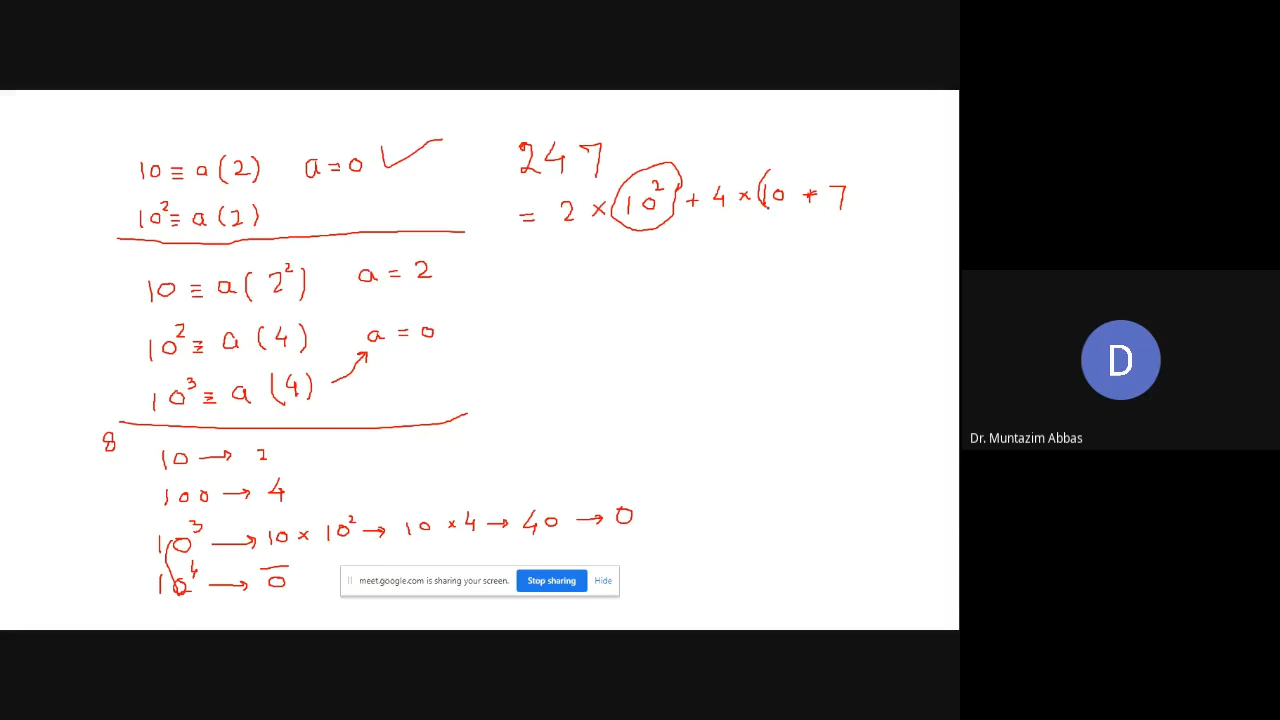 10 ≡ a (2) a = 0 ✓
10² ≡ a (2)
10 ≡ a ( 2² ) a = 2
10² ≡ a (4) a = 0
10³ ≡ a (4)
8
10 → 2
100 → 4
10³ → 10 × 10² → 10 × 4 → 40 → 0
10⁴ → 0
247
= 2 × 10² + 4 × (10 + 7
meet.google.com is sharing your screen. Stop sharing Hide
D
Dr. Muntazim Abbas